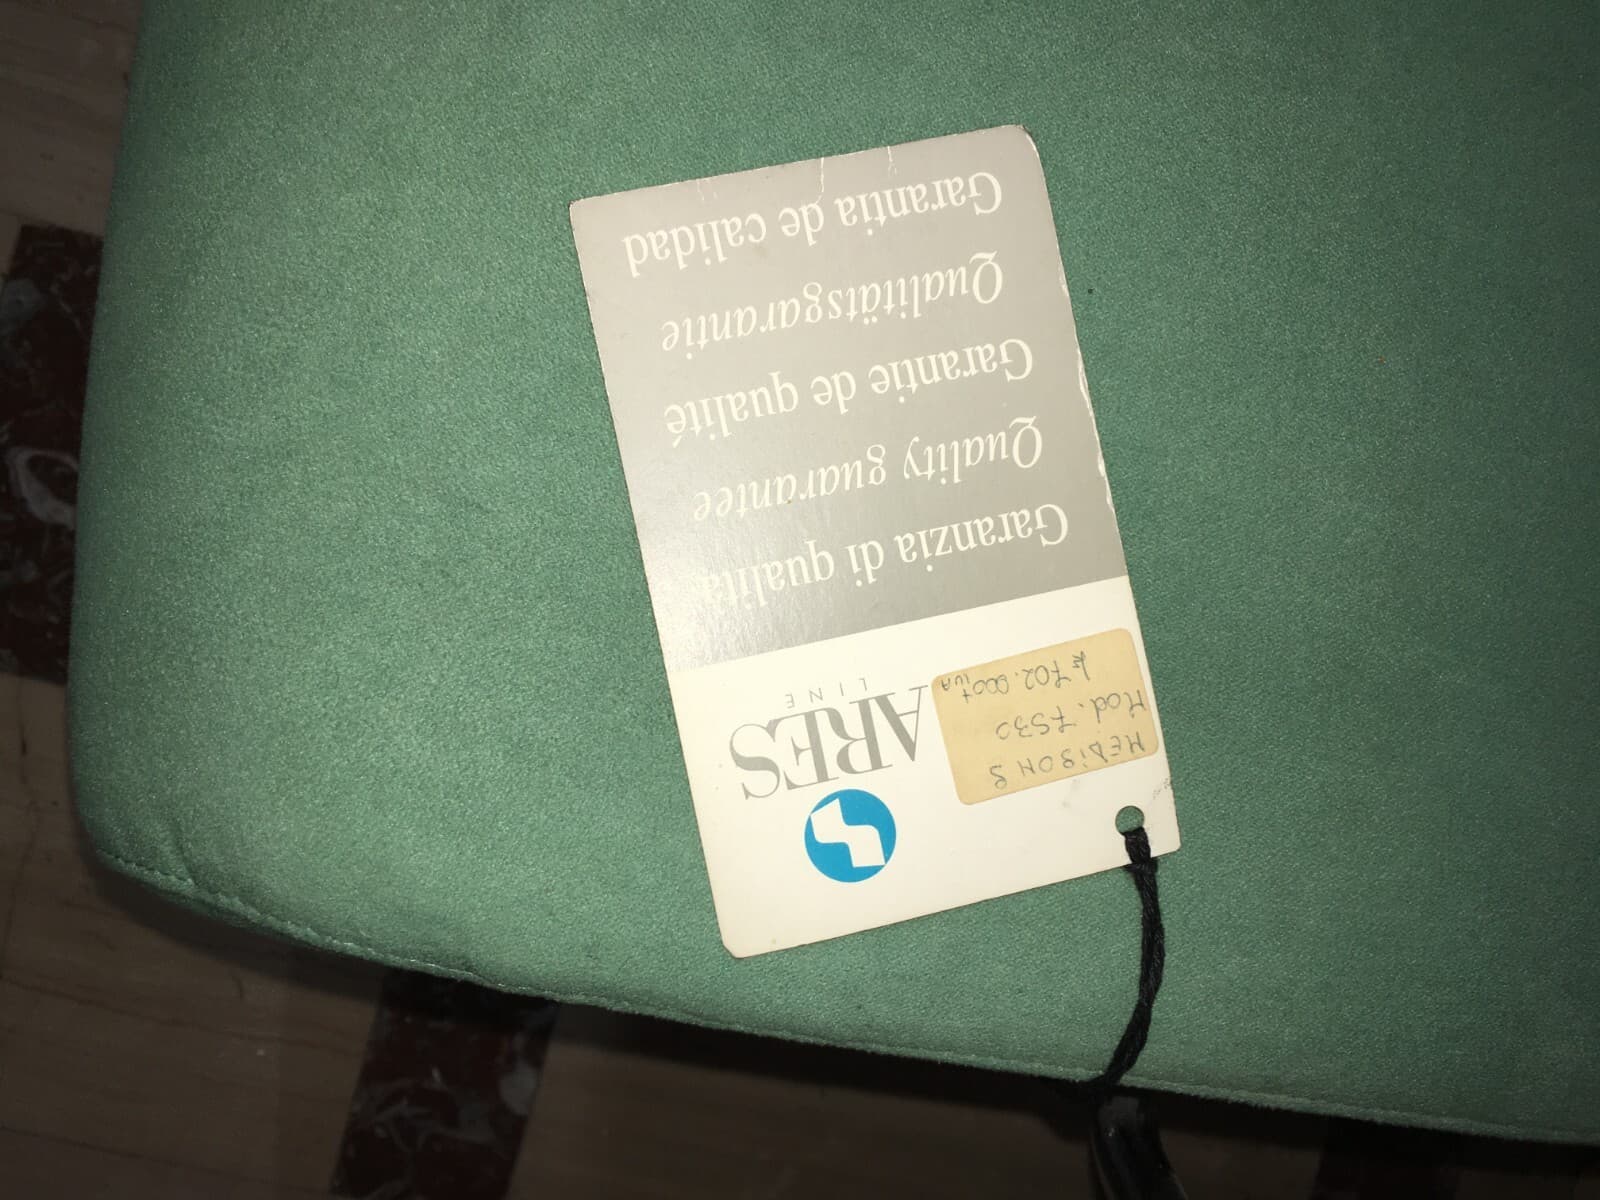 MEDISON S
Mod. 7530
£ 702.000 + IVA
ARES
LINE
Garanzia di qualità
Quality guarantee
Garantie de qualité
Qualitätsgarantie
Garantia de calidad